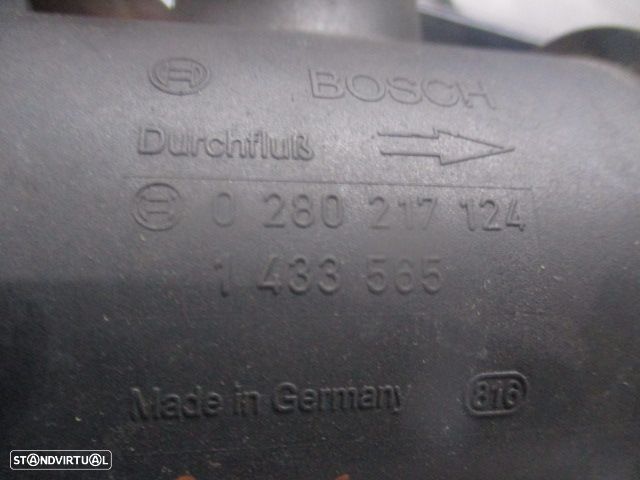 BOSCH
Durchfluß
0 280 217 124
1 433 565
Made in Germany 816
STANDVIRTUAL